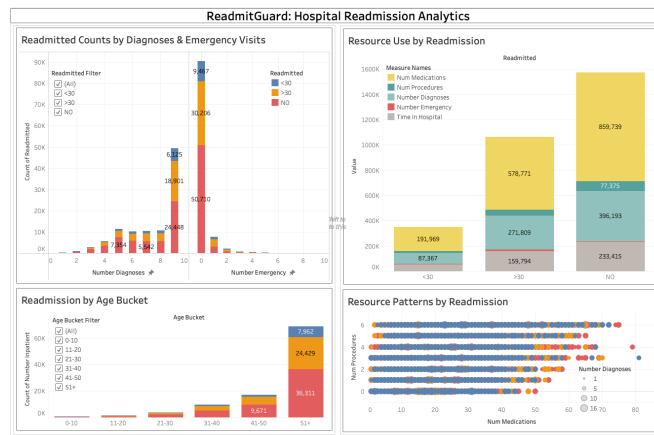 ReadmitGuard: Hospital Readmission Analytics
Readmitted Counts by Diagnoses & Emergency Visits
Readmitted Filter
(All)
<30
>30
NO
Readmitted
<30
>30
NO
Count of Readmitted
90K
80K
70K
60K
50K
40K
30K
20K
10K
0K
7,354
5,542
6,125
18,901
24,448
9,467
30,206
50,710
0
2
4
6
8
10
0
2
4
6
8
10
Number Diagnoses
Number Emergency
Resource Use by Readmission
Readmitted
Measure Names
Num Medications
Num Procedures
Number Diagnoses
Number Emergency
Time In Hospital
Value
1600K
1400K
1200K
1000K
800K
600K
400K
200K
0K
191,969
87,367
578,771
271,809
159,794
859,739
77,375
396,193
233,415
<30
>30
NO
Readmission by Age Bucket
Age Bucket
Age Bucket Filter
(All)
0-10
11-20
21-30
31-40
41-50
51+
Count of Number Inpatient
60K
40K
20K
0K
9,671
7,962
24,429
36,311
0-10
11-20
21-30
31-40
41-50
51+
Resource Patterns by Readmission
Num Procedures
6
4
2
0
Number Diagnoses
1
5
10
16
0
10
20
30
40
50
60
70
80
Num Medications